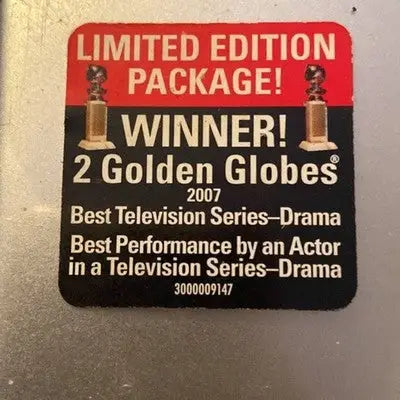 LIMITED EDITION
PACKAGE!
WINNER!
2 Golden Globes®
2007
Best Television Series–Drama
Best Performance by an Actor
in a Television Series–Drama
3000009147